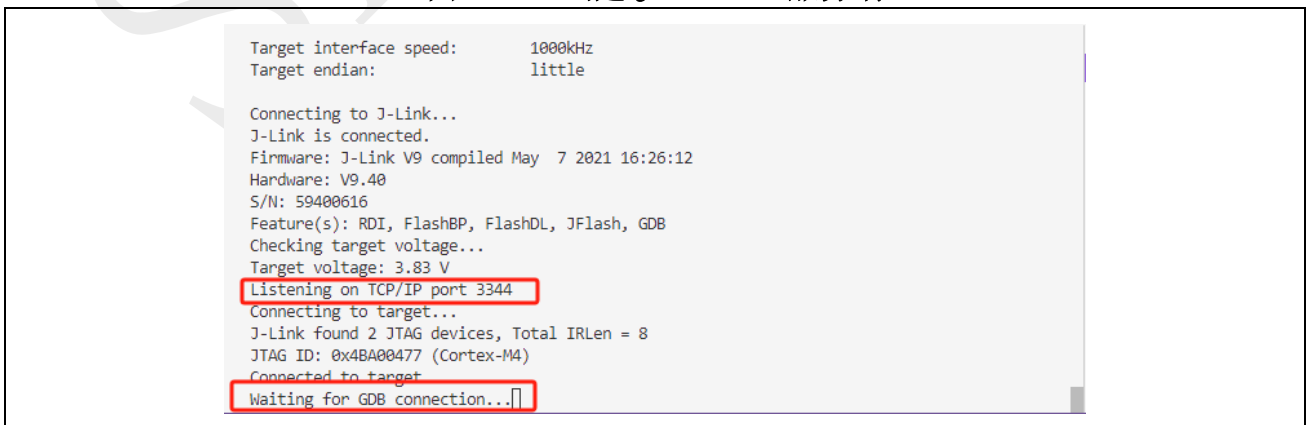 Target interface speed: 1000kHz
Target endian: little
Connecting to J-Link...
J-Link is connected.
Firmware: J-Link V9 compiled May 7 2021 16:26:12
Hardware: V9.40
S/N: 59400616
Feature(s): RDI, FlashBP, FlashDL, JFlash, GDB
Checking target voltage...
Target voltage: 3.83 V
Listening on TCP/IP port 3344
Connecting to target...
J-Link found 2 JTAG devices, Total IRLen = 8
JTAG ID: 0x4BA00477 (Cortex-M4)
Connected to target
Waiting for GDB connection...